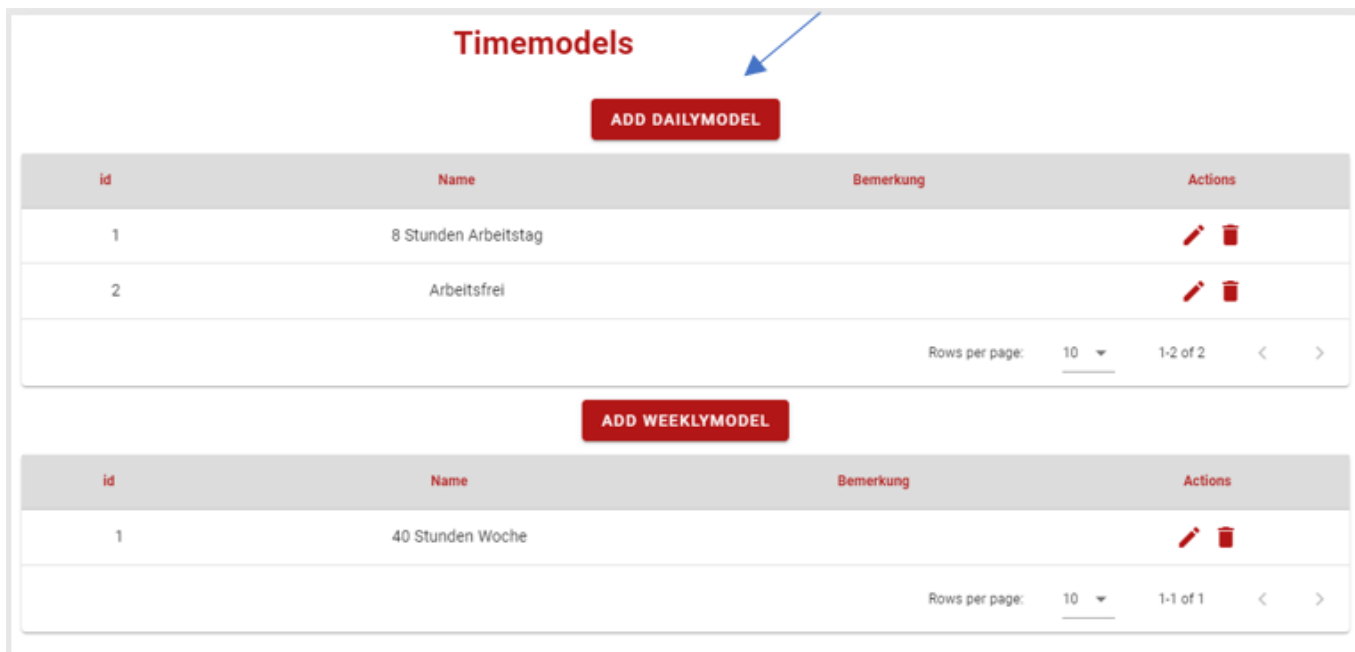 Timemodels
ADD DAILYMODEL
id Name Bemerkung Actions
1 8 Stunden Arbeitstag
2 Arbeitsfrei
Rows per page: 10 1-2 of 2
ADD WEEKLYMODEL
id Name Bemerkung Actions
1 40 Stunden Woche
Rows per page: 10 1-1 of 1